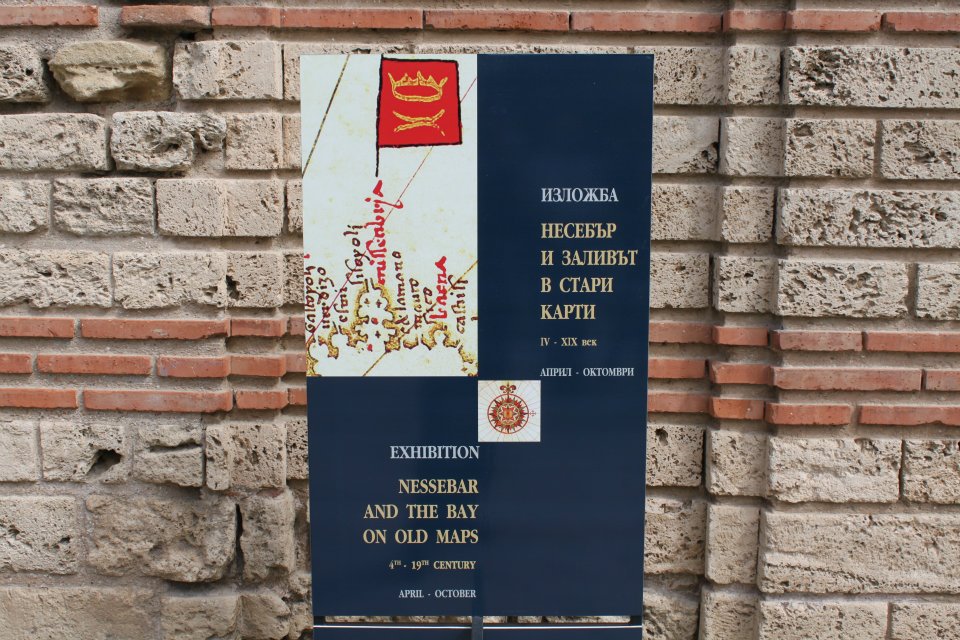 ИЗЛОЖБА
НЕСЕБЪР
И ЗАЛИВЪТ
В СТАРИ
КАРТИ
IV - XIX век
АПРИЛ - ОКТОМВРИ
EXHIBITION
NESSEBAR
AND THE BAY
ON OLD MAPS
4TH - 19TH CENTURY
APRIL - OCTOBER